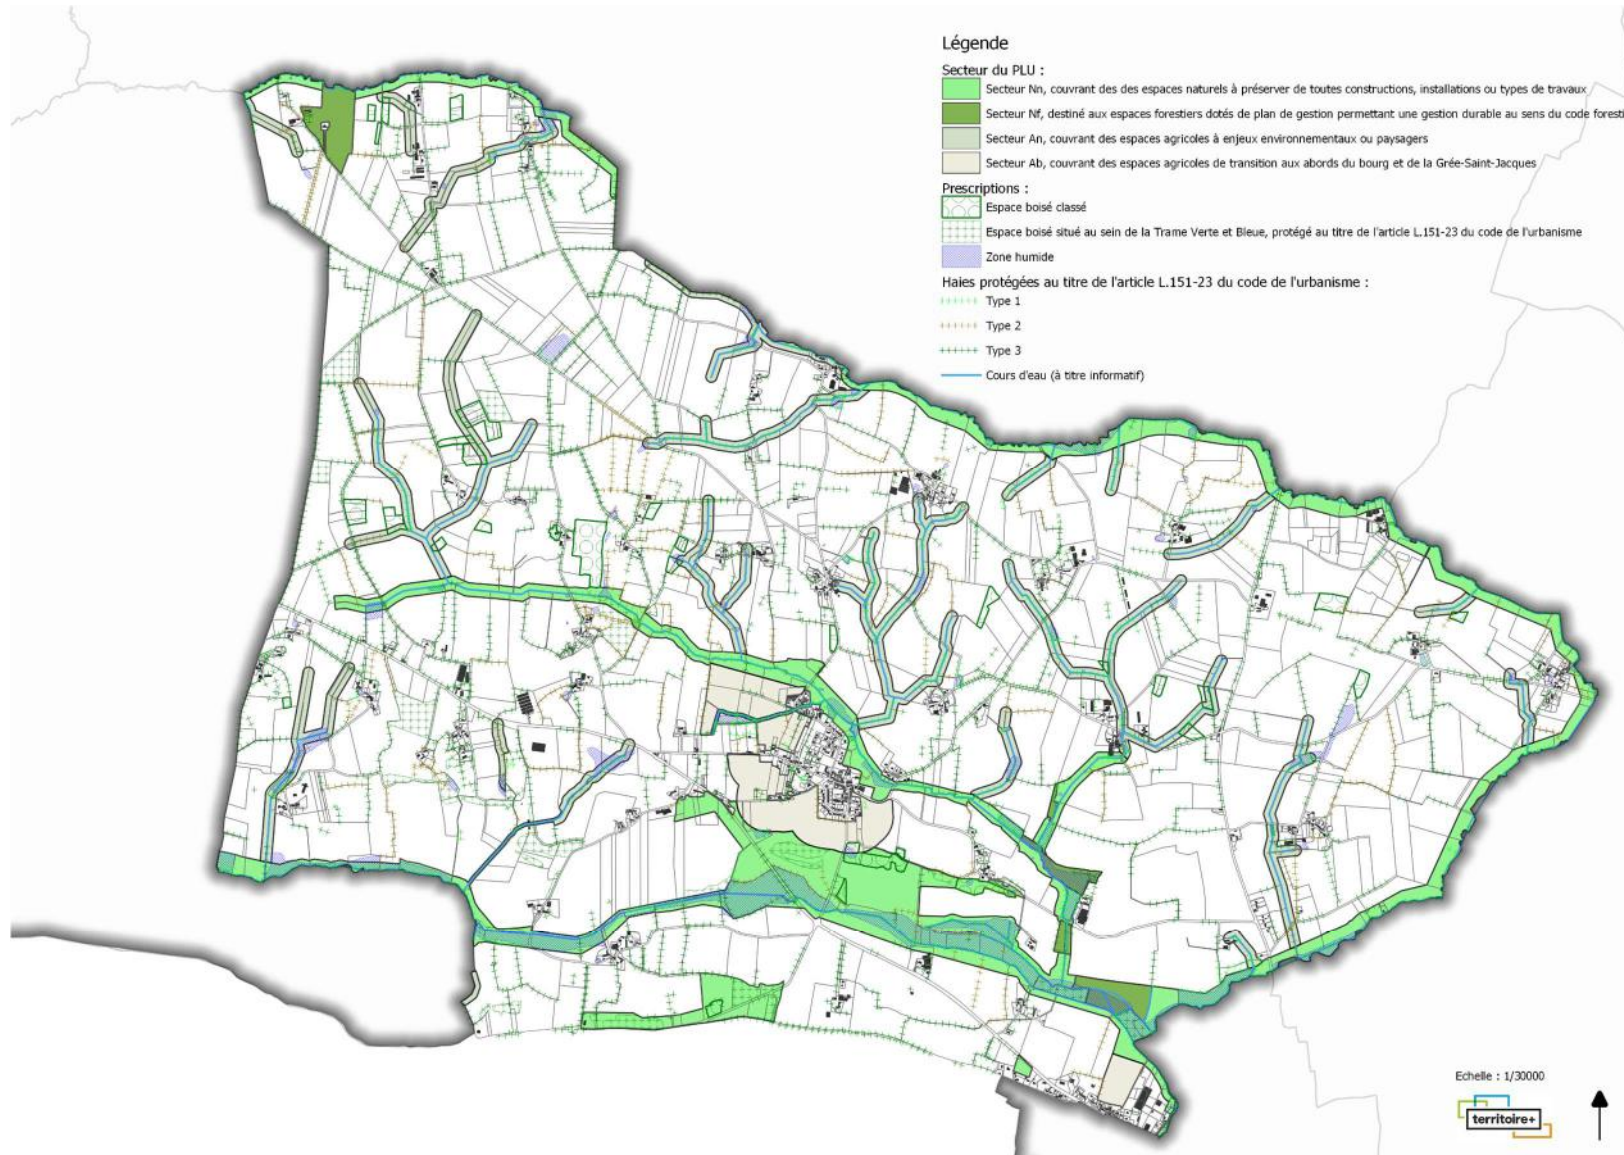 Légende
Secteur du PLU :
Secteur Nn, couvrant des des espaces naturels à préserver de toutes constructions, installations ou types de travaux
Secteur Nf, destiné aux espaces forestiers dotés de plan de gestion permettant une gestion durable au sens du code foresti
Secteur An, couvrant des espaces agricoles à enjeux environnementaux ou paysagers
Secteur Ab, couvrant des espaces agricoles de transition aux abords du bourg et de la Grée-Saint-Jacques
Prescriptions :
Espace boisé classé
Espace boisé situé au sein de la Trame Verte et Bleue, protégé au titre de l'article L.151-23 du code de l'urbanisme
Zone humide
Haies protégées au titre de l'article L.151-23 du code de l'urbanisme :
Type 1
Type 2
Type 3
Cours d'eau (à titre informatif)
Echelle : 1/30000
territoire+